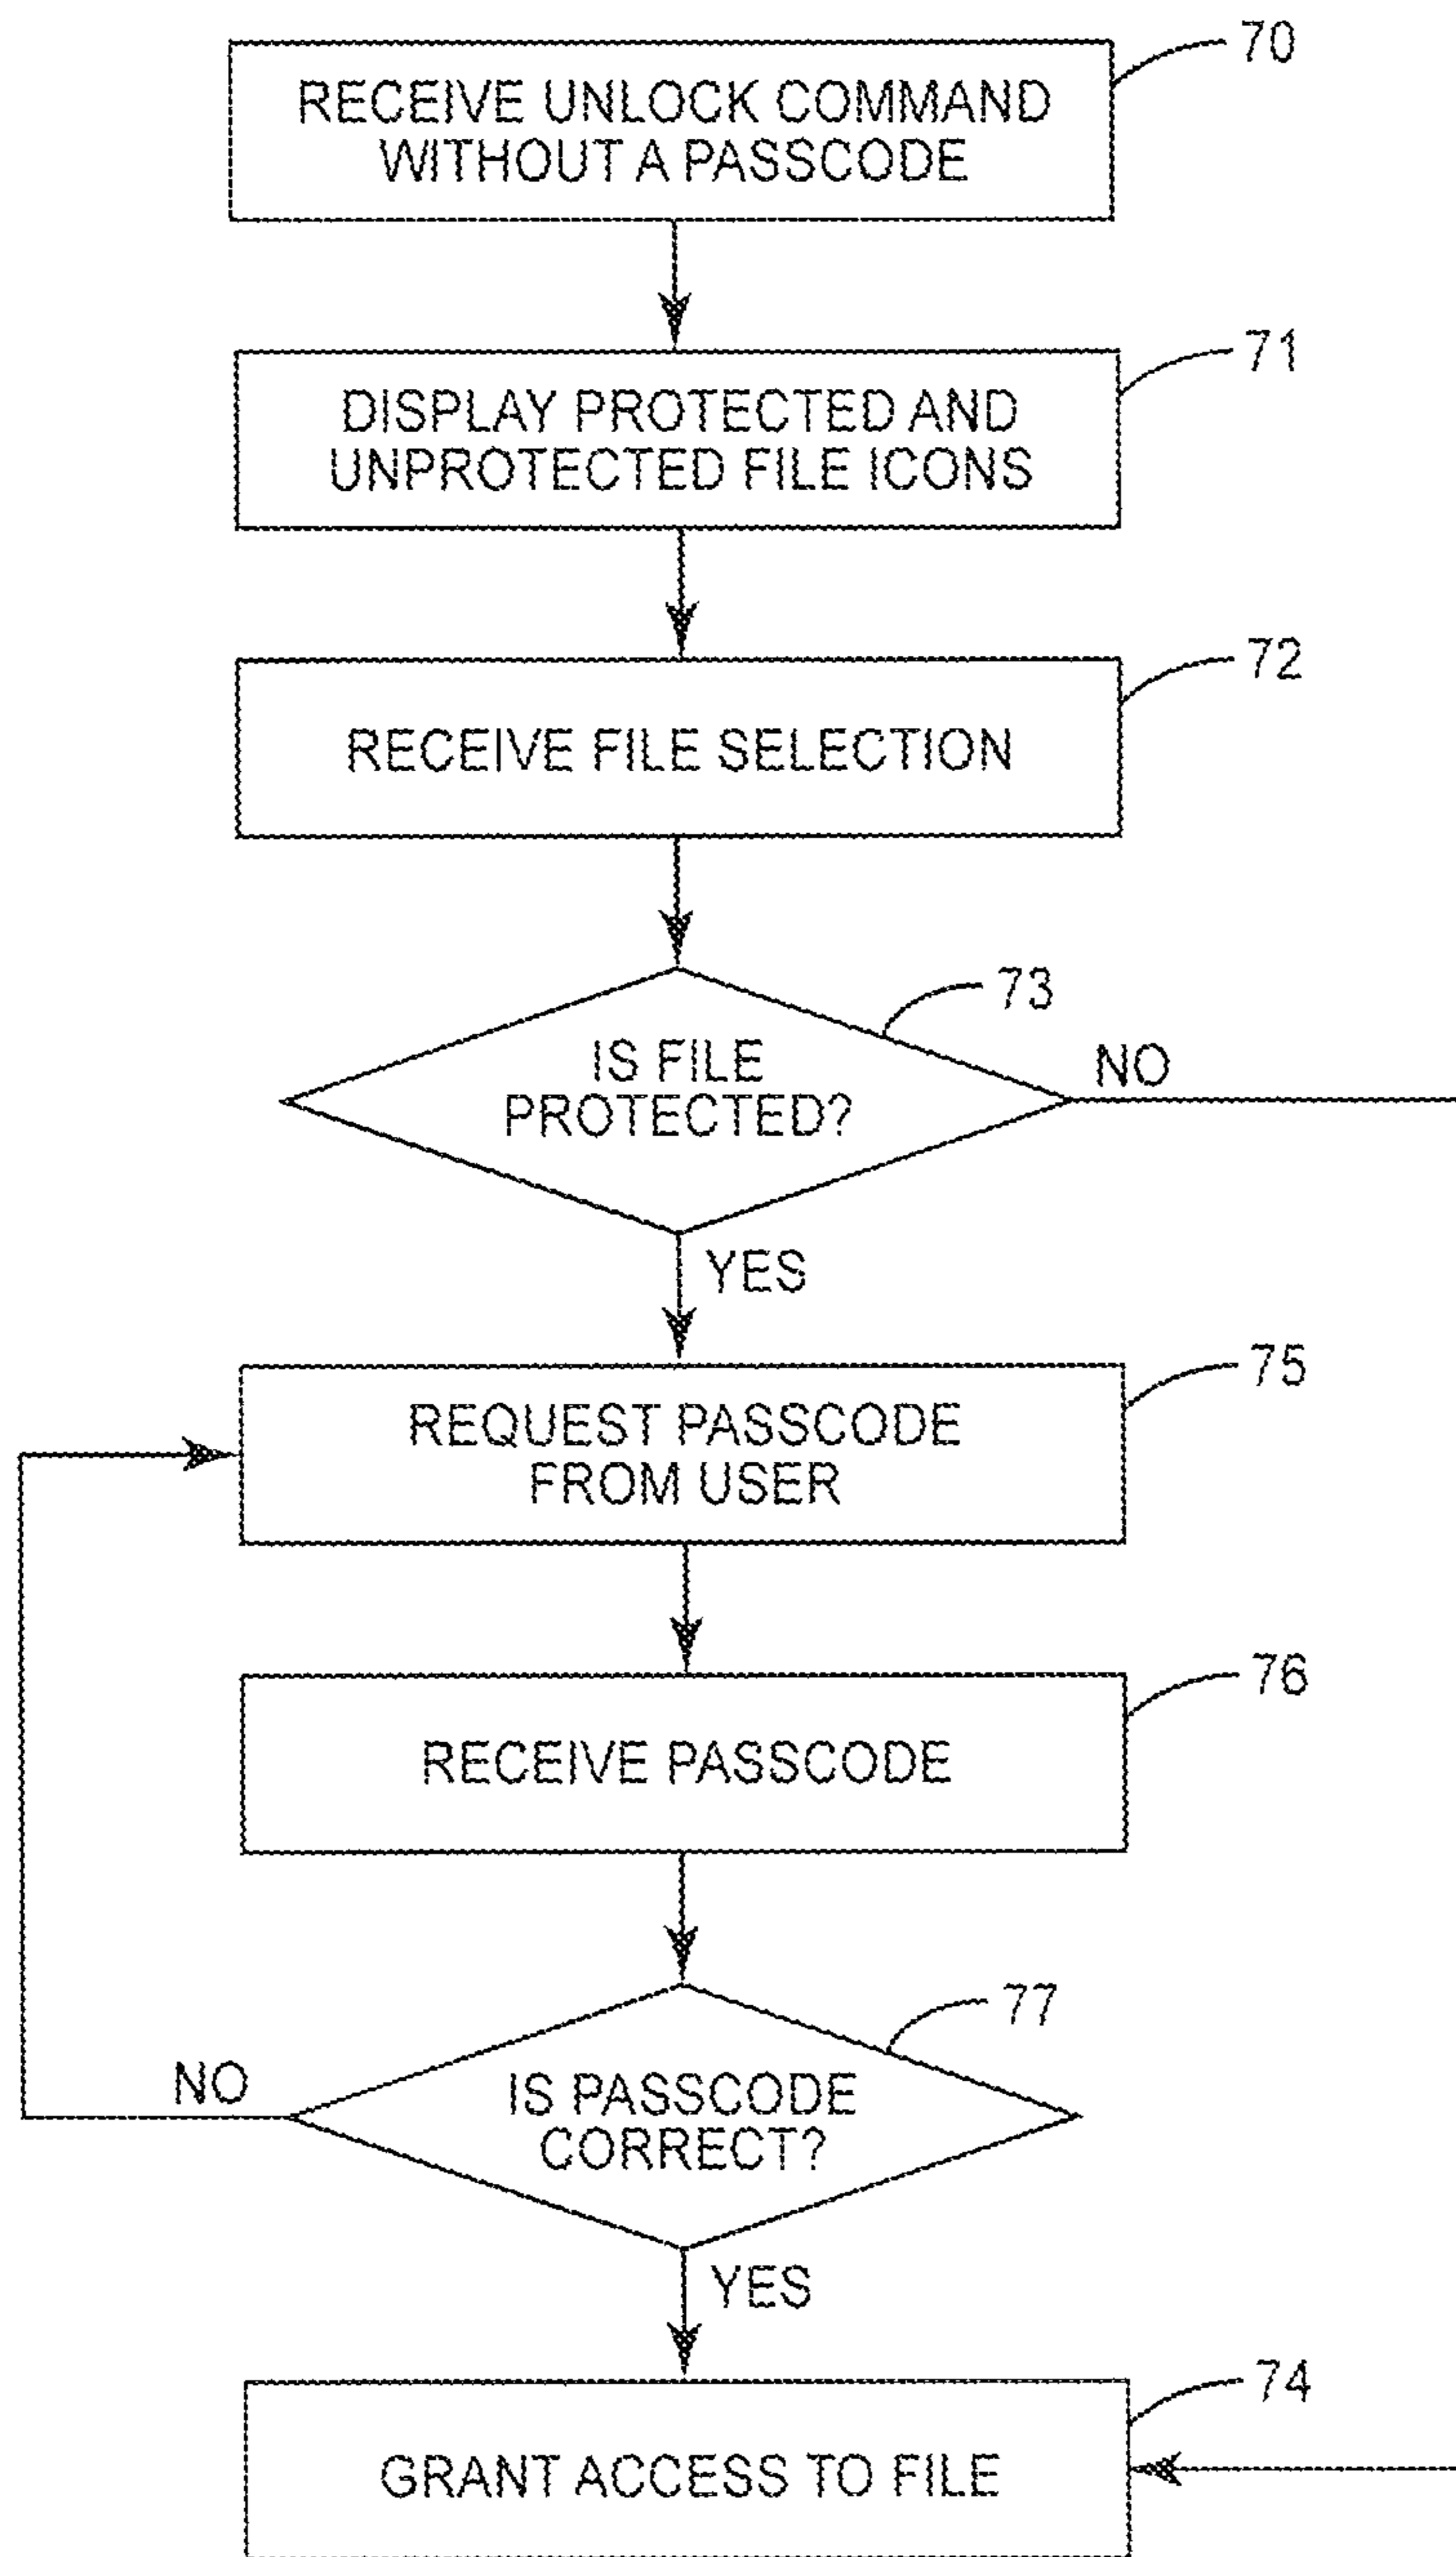 70
RECEIVE UNLOCK COMMAND
WITHOUT A PASSCODE
71
DISPLAY PROTECTED AND
UNPROTECTED FILE ICONS
72
RECEIVE FILE SELECTION
73
IS FILE
PROTECTED?
NO
YES
75
REQUEST PASSCODE
FROM USER
76
RECEIVE PASSCODE
77
IS PASSCODE
CORRECT?
NO
YES
74
GRANT ACCESS TO FILE